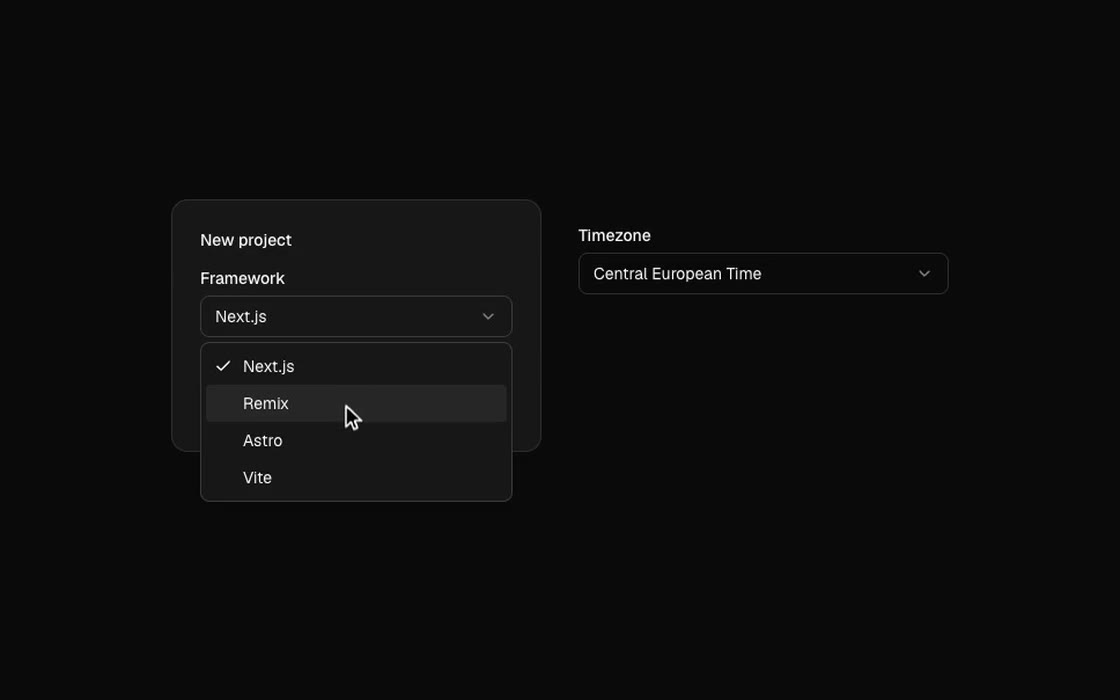 New project
Framework
Next.js
Next.js
Remix
Astro
Vite
Timezone
Central European Time